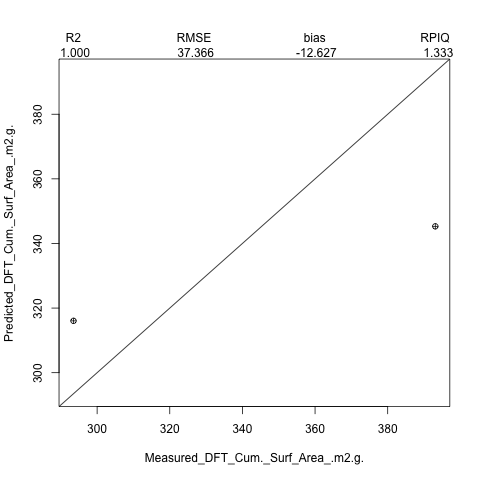 R2 RMSE bias RPIQ
1.000 37.366 -12.627 1.333
Predicted_DFT_Cum._Surf_Area_.m2.g.
380
360
340
320
300
300 320 340 360 380
Measured_DFT_Cum._Surf_Area_.m2.g.